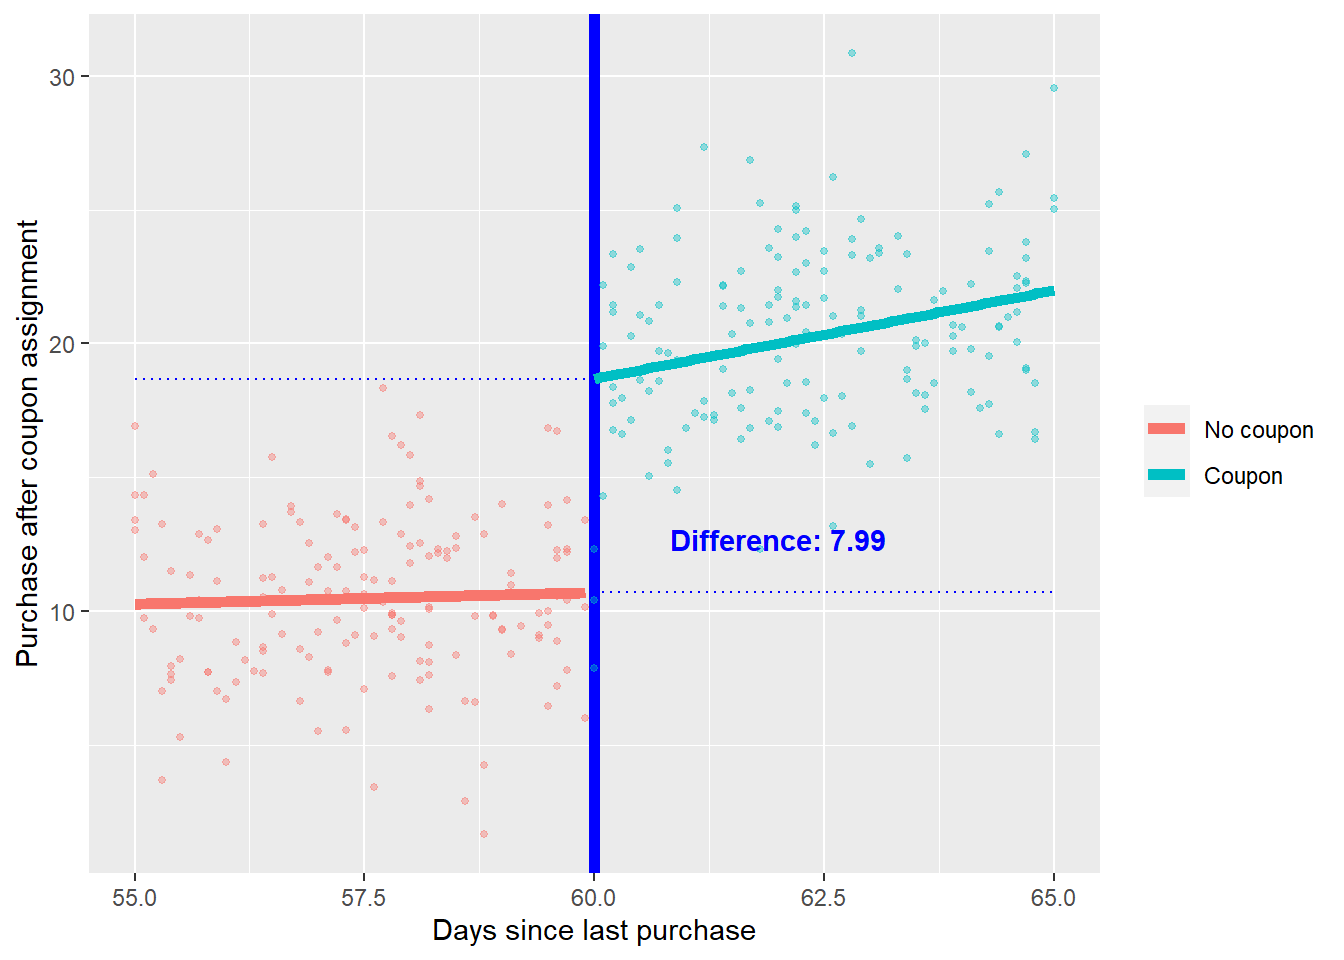 30
20
10
Purchase after coupon assignment
Difference: 7.99
55.0 57.5 60.0 62.5 65.0
Days since last purchase
No coupon
Coupon